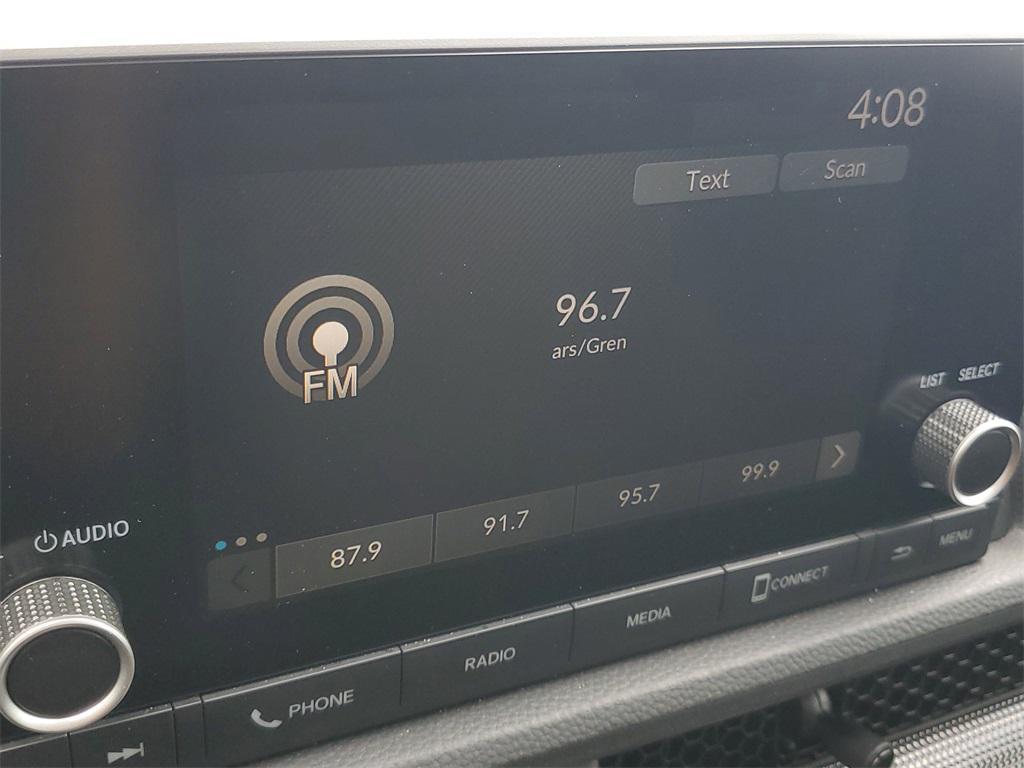 4:08
Text Scan
96.7
ars/Gren
FM
LIST SELECT
87.9 91.7 95.7 99.9
AUDIO
PHONE RADIO MEDIA CONNECT MENU